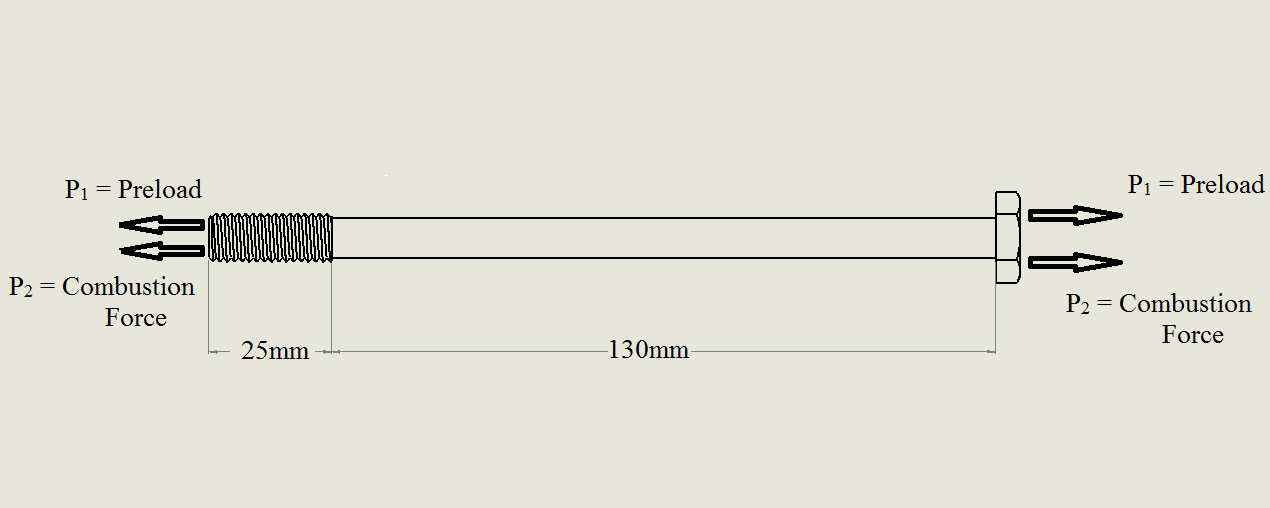 P₁ = Preload
P₁ = Preload
P₂ = Combustion
Force
P₂ = Combustion
Force
25mm
130mm